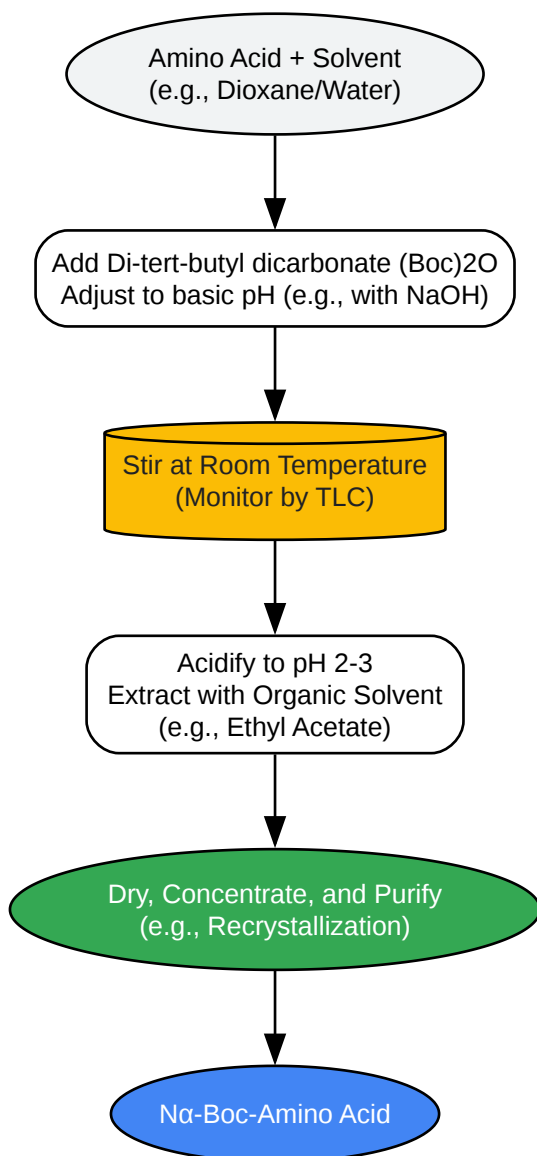 Amino Acid + Solvent
(e.g., Dioxane/Water)
Add Di-tert-butyl dicarbonate (Boc)2O
Adjust to basic pH (e.g., with NaOH)
Stir at Room Temperature
(Monitor by TLC)
Acidify to pH 2-3
Extract with Organic Solvent
(e.g., Ethyl Acetate)
Dry, Concentrate, and Purify
(e.g., Recrystallization)
Nα-Boc-Amino Acid